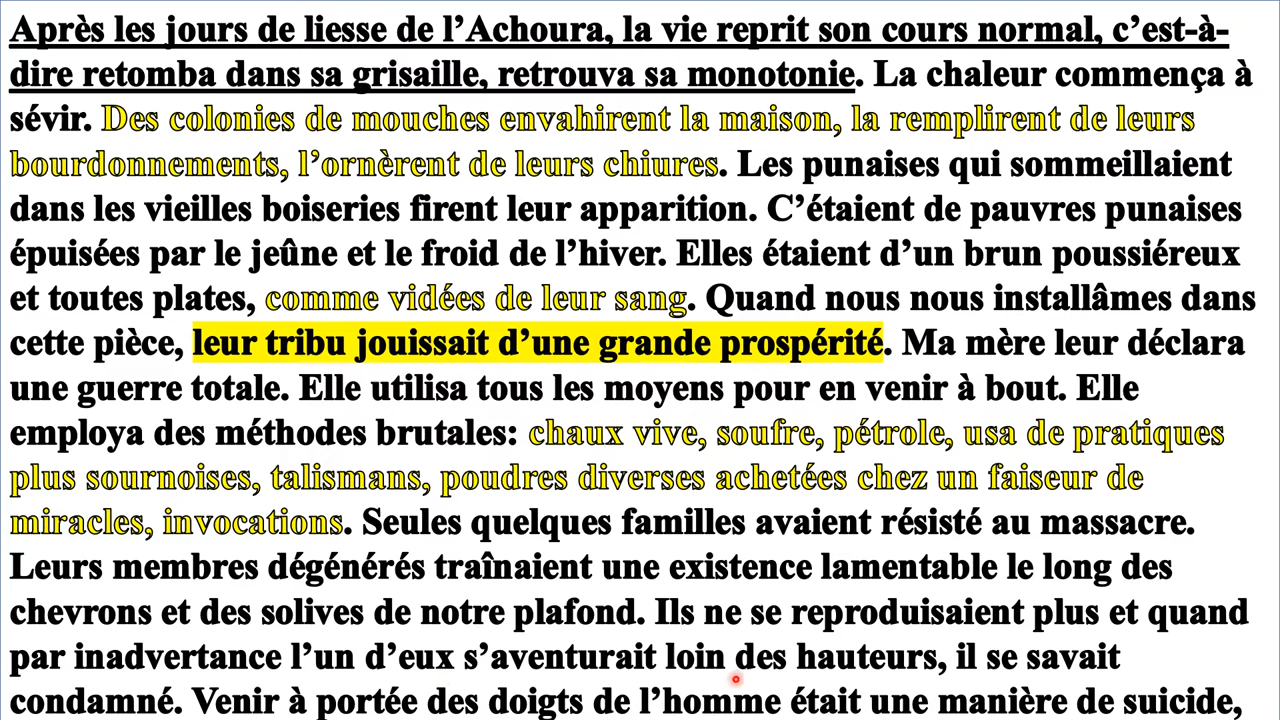 Après les jours de liesse de l’Achoura, la vie reprit son cours normal, c’est-à-
dire retomba dans sa grisaille, retrouva sa monotonie. La chaleur commença à
sévir. Des colonies de mouches envahirent la maison, la remplirent de leurs
bourdonnements, l’ornèrent de leurs chiures. Les punaises qui sommeillaient
dans les vieilles boiseries firent leur apparition. C’étaient de pauvres punaises
épuisées par le jeûne et le froid de l’hiver. Elles étaient d’un brun poussiéreux
et toutes plates, comme vidées de leur sang. Quand nous nous installâmes dans
cette pièce, leur tribu jouissait d’une grande prospérité. Ma mère leur déclara
une guerre totale. Elle utilisa tous les moyens pour en venir à bout. Elle
employa des méthodes brutales: chaux vive, soufre, pétrole, usa de pratiques
plus sournoises, talismans, poudres diverses achetées chez un faiseur de
miracles, invocations. Seules quelques familles avaient résisté au massacre.
Leurs membres dégénérés traînaient une existence lamentable le long des
chevrons et des solives de notre plafond. Ils ne se reproduisaient plus et quand
par inadvertance l’un d’eux s’aventurait loin des hauteurs, il se savait
condamné. Venir à portée des doigts de l’homme était une manière de suicide,